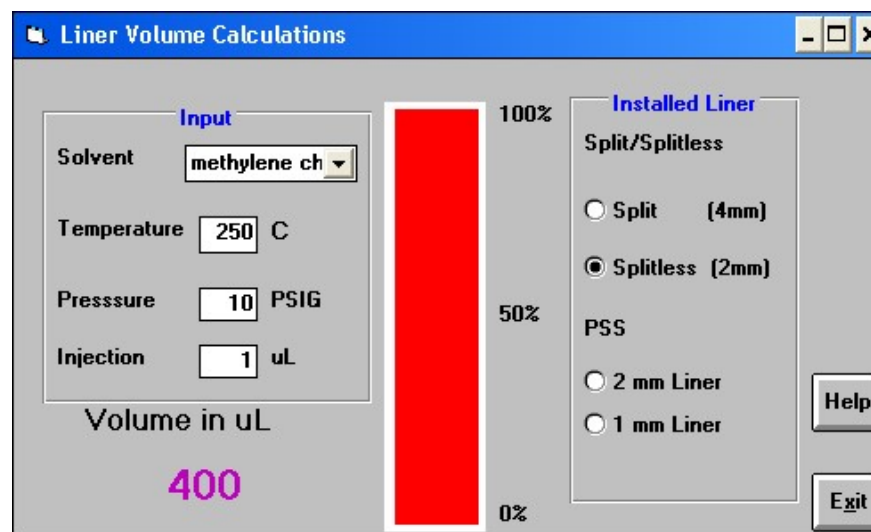 Liner Volume Calculations
Input
Solvent methylene ch
Temperature 250 C
Presssure 10 PSIG
Injection 1 uL
Volume in uL
400
100%
50%
0%
Installed Liner
Split/Splitless
Split (4mm)
Splitless (2mm)
PSS
2 mm Liner
1 mm Liner
Help
Exit